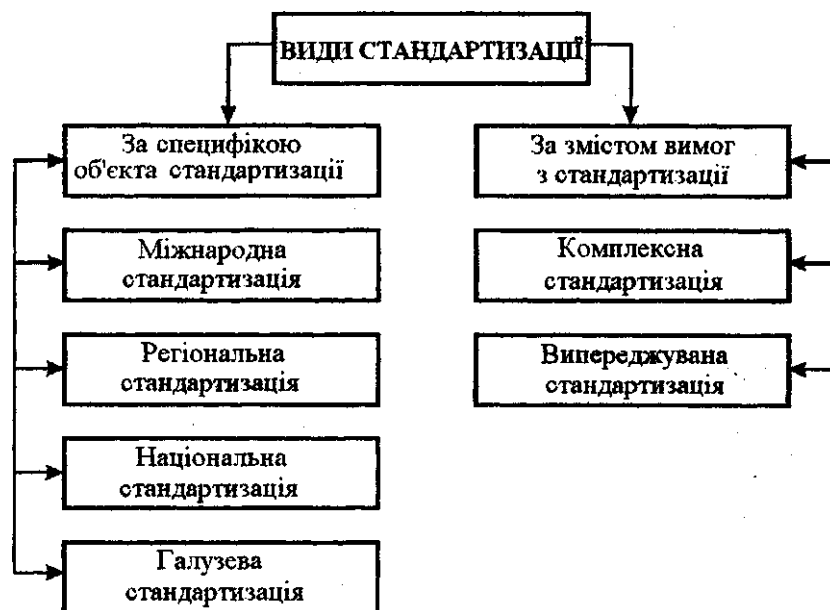 ВИДИ СТАНДАРТИЗАЦІЇ
За специфікою
об'єкта стандартизації
Міжнародна
стандартизація
Регіональна
стандартизація
Національна
стандартизація
Галузева
стандартизація
За змістом вимог
з стандартизації
Комплексна
стандартизація
Випереджувана
стандартизація